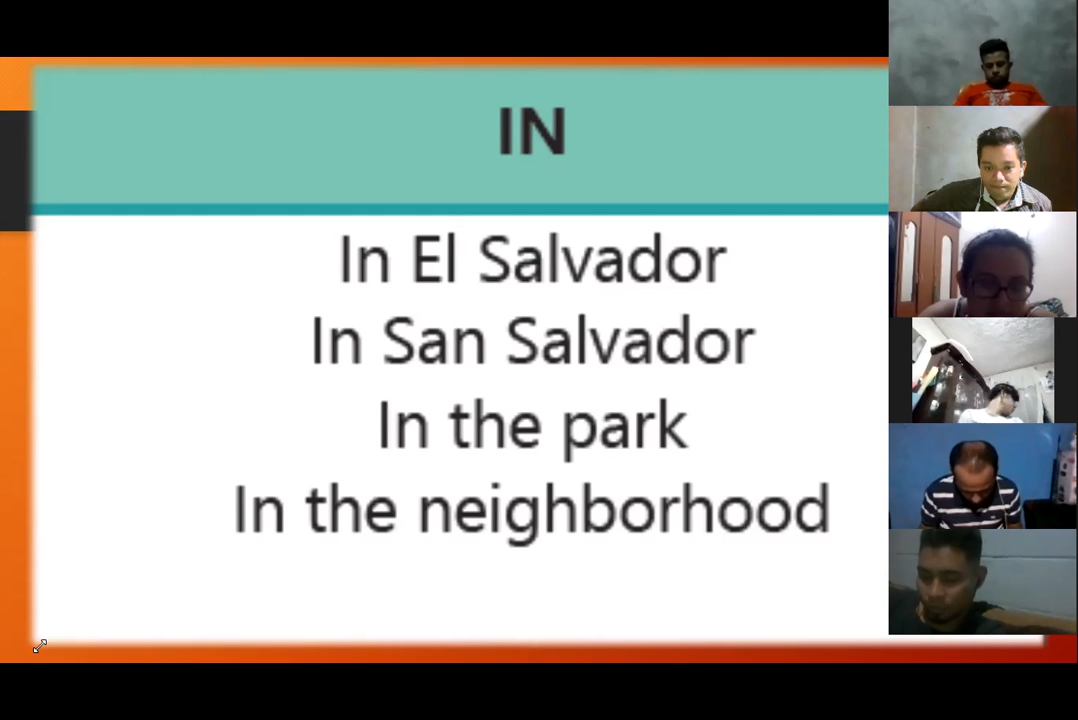 IN
In El Salvador
In San Salvador
In the park
In the neighborhood